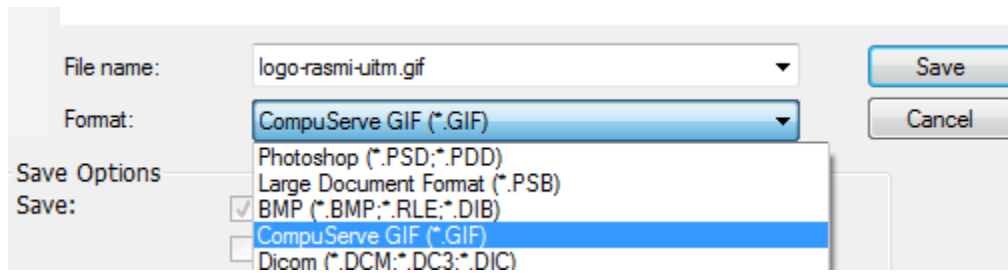 File name: logo-rasmi-uitm.gif Save
Format: CompuServe GIF (*.GIF) Cancel
Photoshop (*.PSD;*.PDD)
Save Options
Large Document Format (*.PSB)
Save:
BMP (*.BMP;*.RLE;*.DIB)
CompuServe GIF (*.GIF)
Dicom (*.DCM;*.DC3;*.DIC)